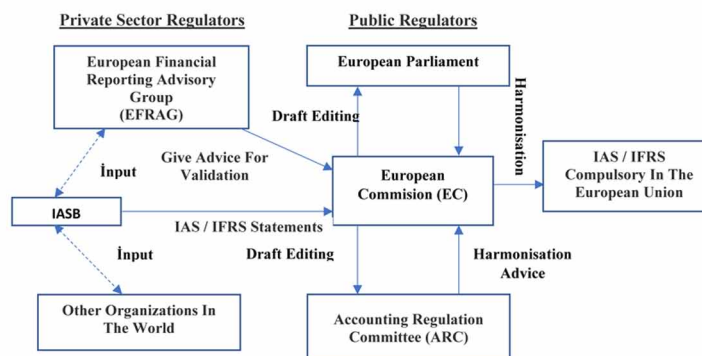 Private Sector Regulators
Public Regulators
European Financial
Reporting Advisory
Group
(EFRAG)
European Parliament
Harmonisation
Draft Editing
Give Advice For
Validation
İnput
European
Commision (EC)
IAS / IFRS
Compulsory In The
European Union
IASB
IAS / IFRS Statements
İnput
Draft Editing
Harmonisation
Advice
Other Organizations In
The World
Accounting Regulation
Committee (ARC)